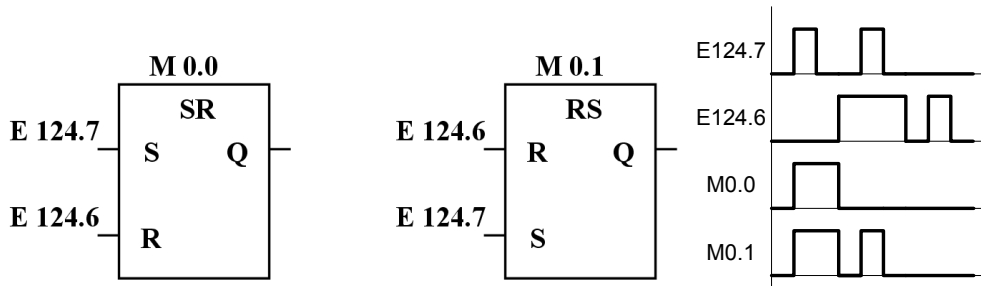 M 0.0
SR
E 124.7
S
Q
E 124.6
R
M 0.1
RS
E 124.6
R
Q
E 124.7
S
E124.7
E124.6
M0.0
M0.1